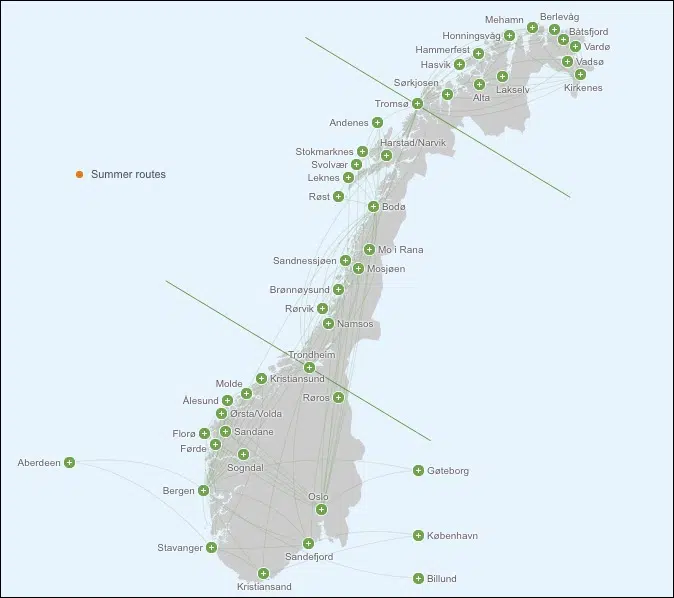 Berlevåg
Mehamn
Båtsfjord
Honningsvåg
Vardø
Hammerfest
Vadsø
Hasvik
Kirkenes
Sørkjosen
Lakselv
Alta
Tromsø
Andenes
Harstad/Narvik
Stokmarknes
Svolvær
Summer routes
Leknes
Røst
Bodø
Mo i Rana
Sandnessjøen
Mosjøen
Brønnøysund
Rørvik
Namsos
Trondheim
Kristiansund
Molde
Røros
Ålesund
Ørsta/Volda
Florø
Sandane
Førde
Aberdeen
Sogndal
Gøteborg
Bergen
Oslo
København
Stavanger
Sandefjord
Billund
Kristiansand